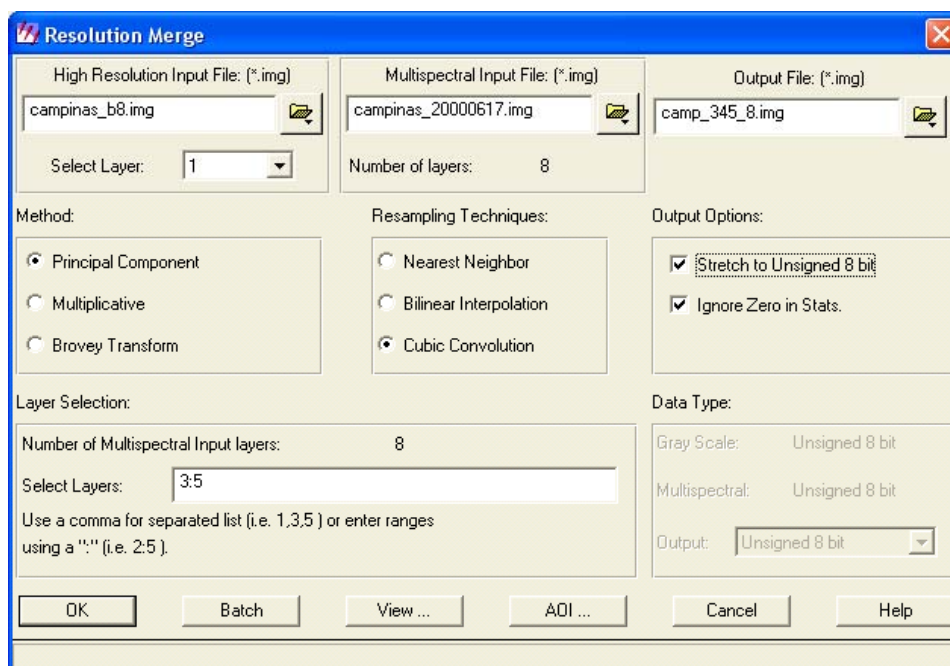 Resolution Merge
High Resolution Input File: (*.img)
campinas_b8.img
Select Layer: 1
Multispectral Input File: (*.img)
campinas_20000617.img
Number of layers: 8
Output File: (*.img)
camp_345_8.img
Method:
Principal Component
Multiplicative
Brovey Transform
Resampling Techniques:
Nearest Neighbor
Bilinear Interpolation
Cubic Convolution
Output Options:
Stretch to Unsigned 8 bit
Ignore Zero in Stats.
Layer Selection:
Number of Multispectral Input layers: 8
Select Layers: 3:5
Use a comma for separated list (i.e. 1,3,5 ) or enter ranges
using a ":" (i.e. 2:5 ).
Data Type:
Gray Scale: Unsigned 8 bit
Multispectral: Unsigned 8 bit
Output: Unsigned 8 bit
OK Batch View ... AOI ... Cancel Help